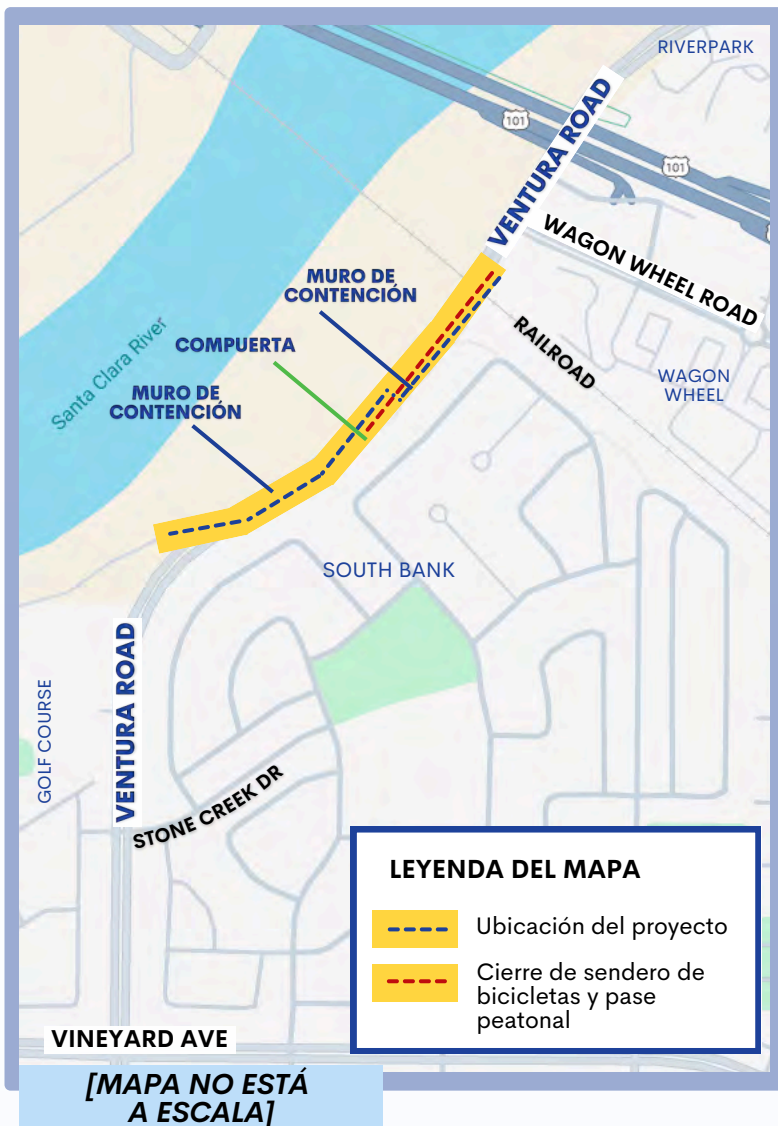 RIVERPARK
101
101
VENTURA ROAD
WAGON WHEEL ROAD
MURO DE
CONTENCIÓN
RAILROAD
COMPUERTA
Santa Clara River
WAGON
WHEEL
MURO DE
CONTENCIÓN
SOUTH BANK
VENTURA ROAD
GOLF COURSE
STONE CREEK DR
LEYENDA DEL MAPA
Ubicación del proyecto
Cierre de sendero de
bicicletas y pase
peatonal
VINEYARD AVE
[MAPA NO ESTÁ
A ESCALA]